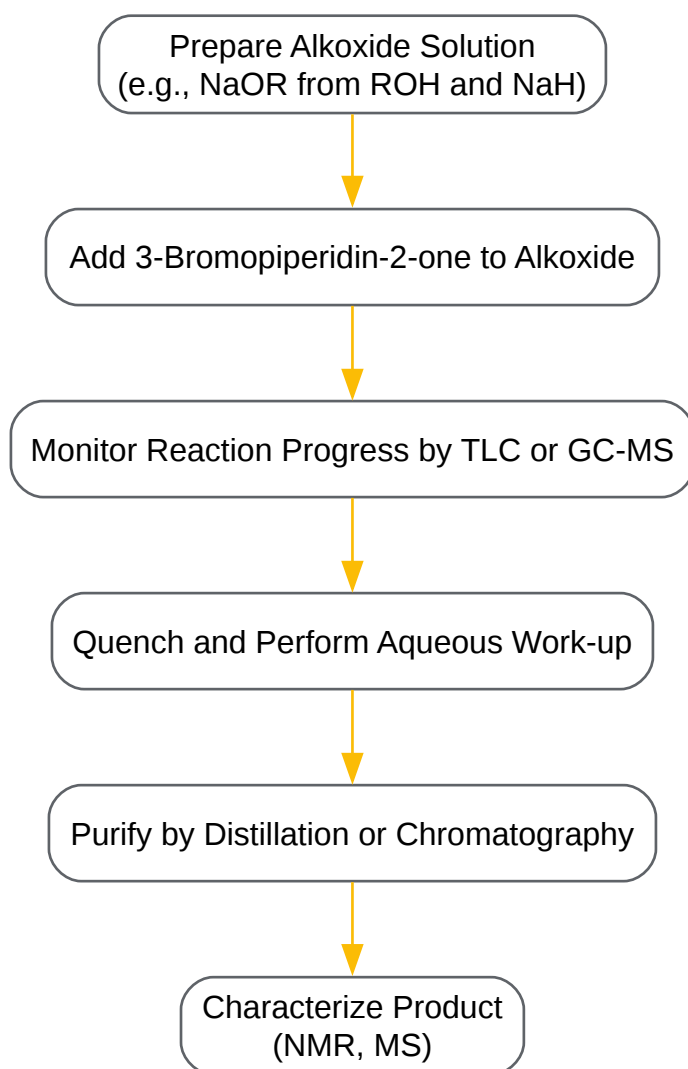 Prepare Alkoxide Solution
(e.g., NaOR from ROH and NaH)
Add 3-Bromopiperidin-2-one to Alkoxide
Monitor Reaction Progress by TLC or GC-MS
Quench and Perform Aqueous Work-up
Purify by Distillation or Chromatography
Characterize Product
(NMR, MS)